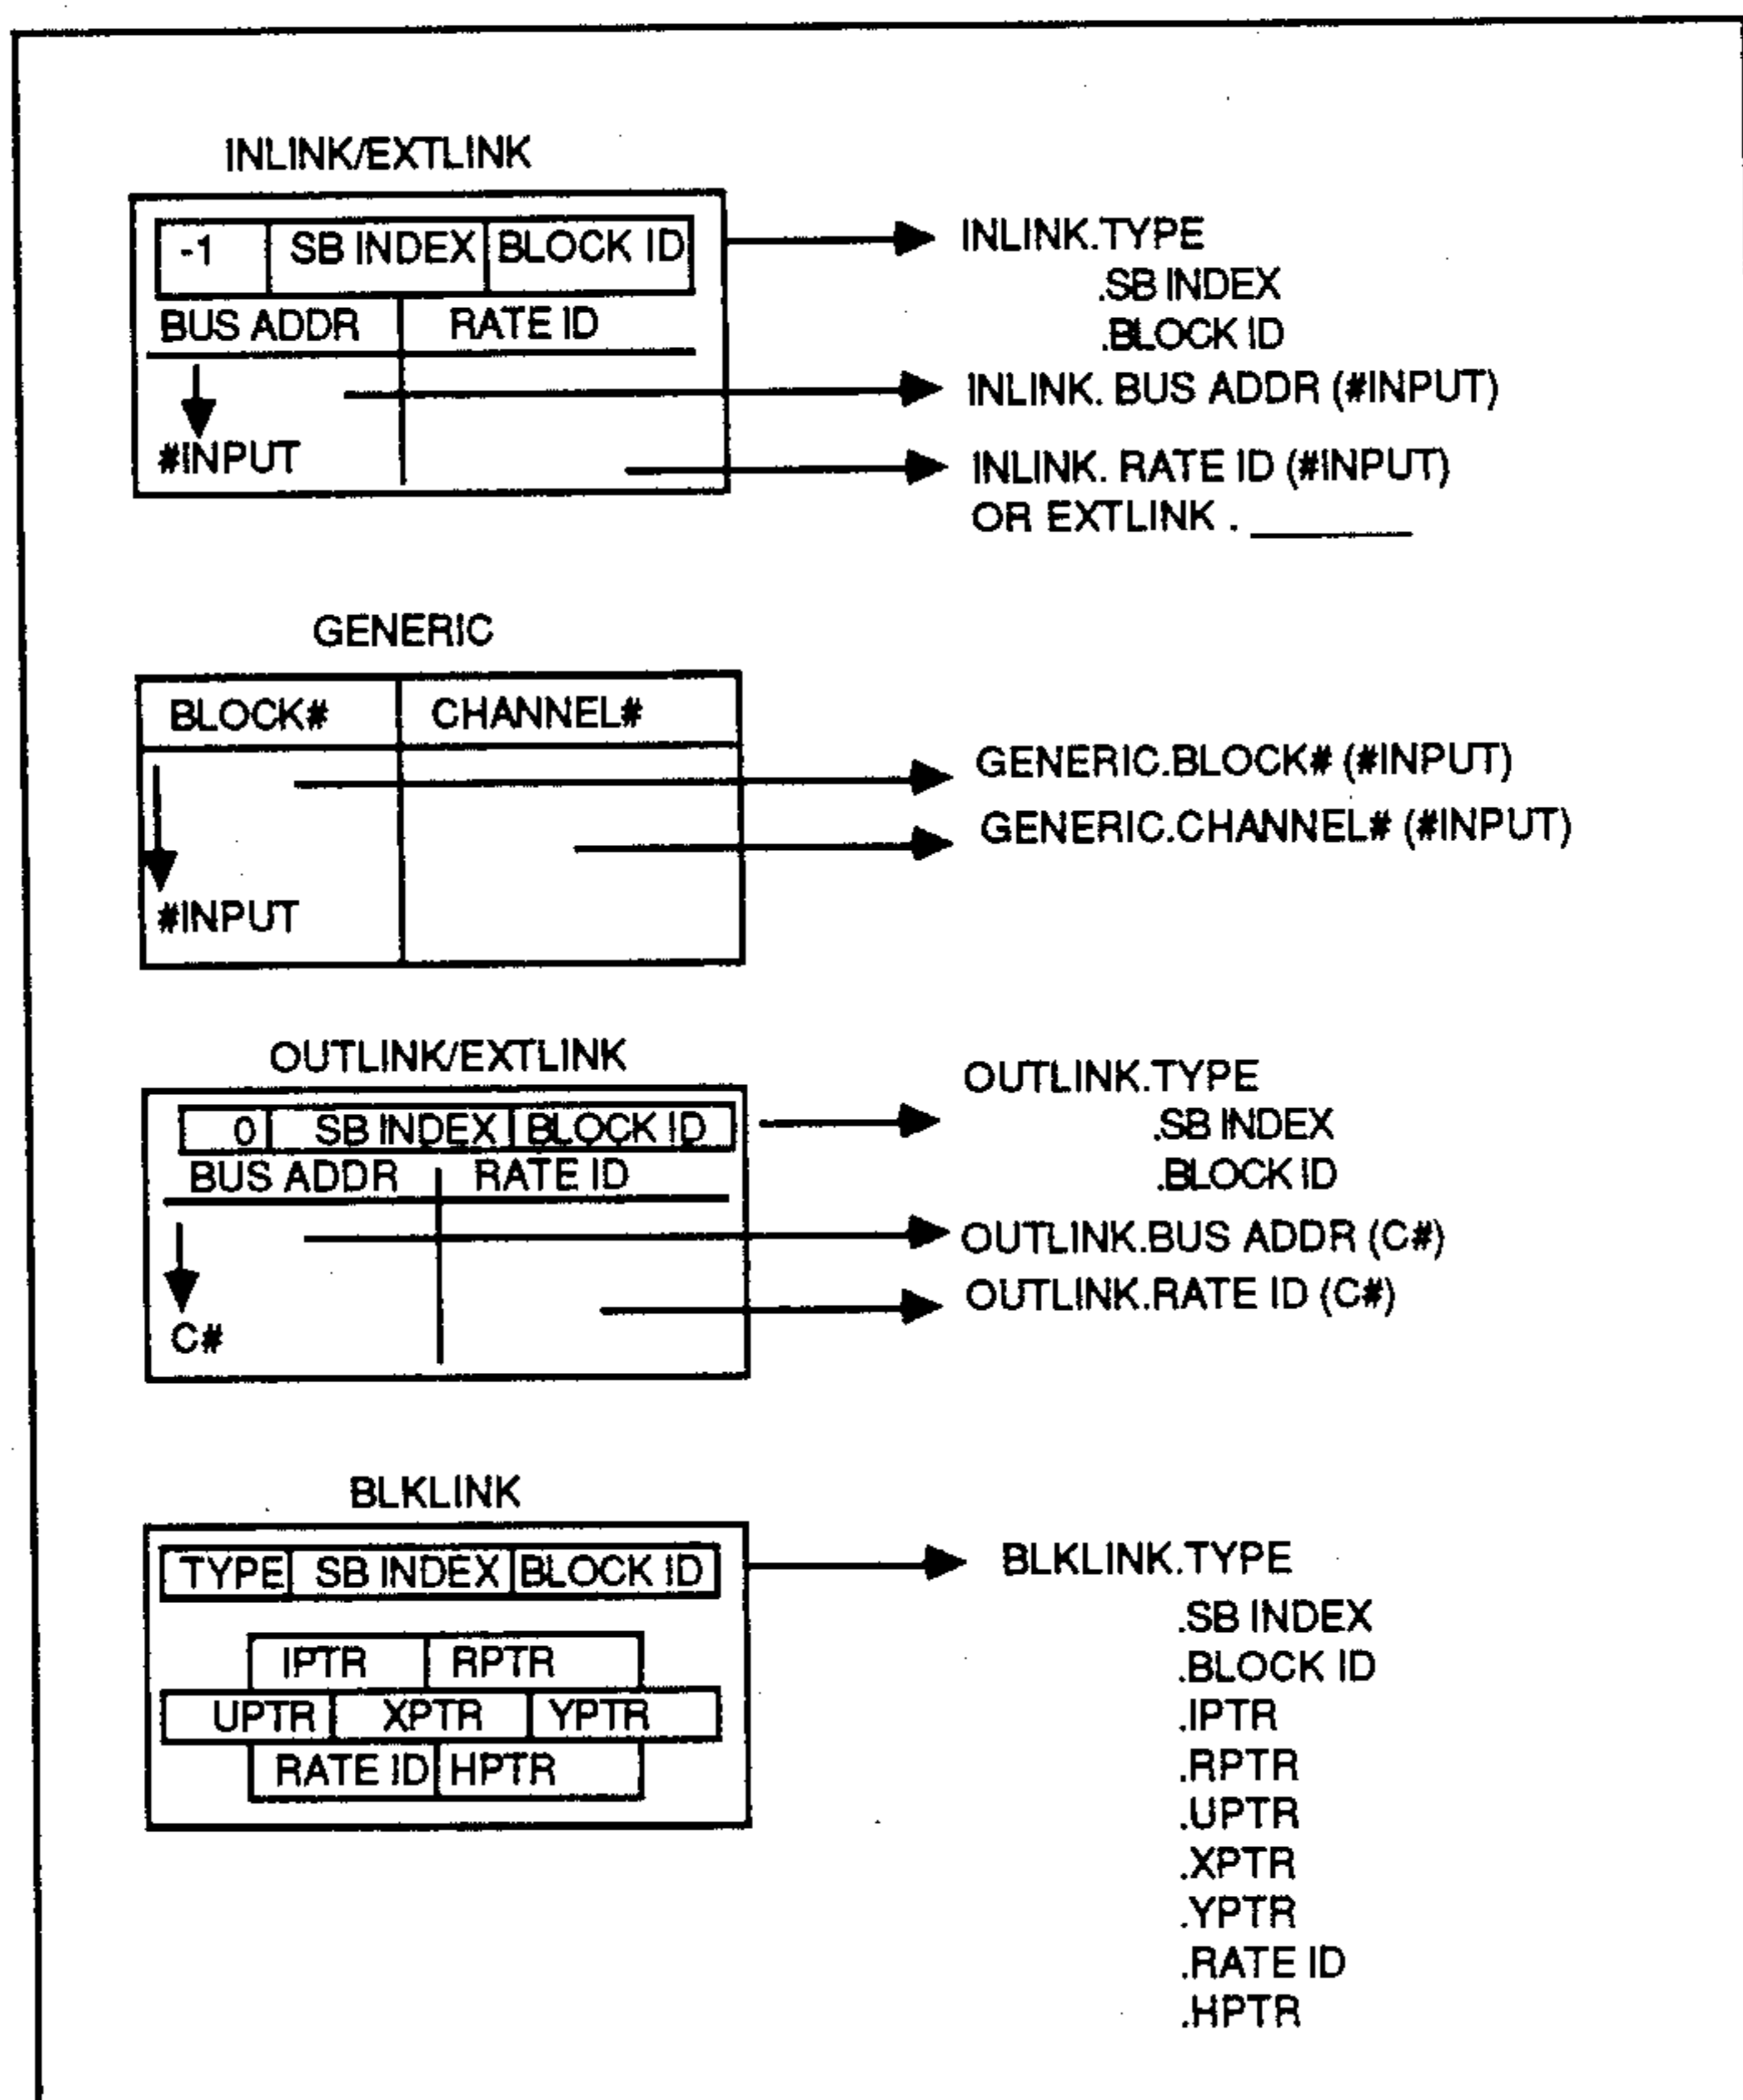 INLINK/EXTLINK
-1 SB INDEX BLOCK ID
BUS ADDR RATE ID
#INPUT
INLINK.TYPE
.SB INDEX
.BLOCK ID
INLINK. BUS ADDR (#INPUT)
INLINK. RATE ID (#INPUT)
OR EXTLINK .
GENERIC
BLOCK# CHANNEL#
#INPUT
GENERIC.BLOCK# (#INPUT)
GENERIC.CHANNEL# (#INPUT)
OUTLINK/EXTLINK
0 SB INDEX BLOCK ID
BUS ADDR RATE ID
C#
OUTLINK.TYPE
.SB INDEX
.BLOCK ID
OUTLINK.BUS ADDR (C#)
OUTLINK.RATE ID (C#)
BLKLINK
TYPE SB INDEX BLOCK ID
IPTR RPTR
UPTR XPTR YPTR
RATE ID HPTR
BLKLINK.TYPE
.SB INDEX
.BLOCK ID
.IPTR
.RPTR
.UPTR
.XPTR
.YPTR
.RATE ID
.HPTR